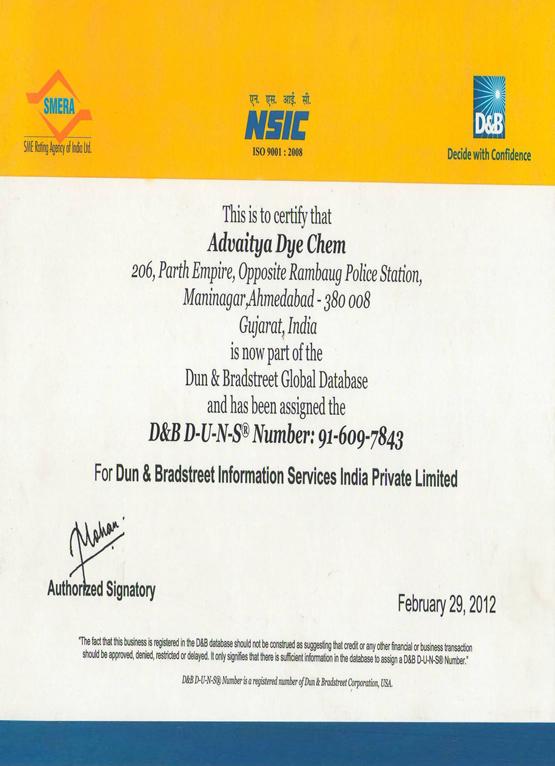 SMERA
SME Rating Agency of India Ltd.
एन. एस. आई. सी.
NSIC
ISO 9001 : 2008
D&B
Decide with Confidence
This is to certify that
Advaitya Dye Chem
206, Parth Empire, Opposite Rambaug Police Station,
Maninagar,Ahmedabad - 380 008
Gujarat, India
is now part of the
Dun & Bradstreet Global Database
and has been assigned the
D&B D-U-N-S® Number: 91-609-7843
For Dun & Bradstreet Information Services India Private Limited
Mohan
Authorized Signatory
February 29, 2012
"The fact that this business is registered in the D&B database should not be construed as suggesting that credit or any other financial or business transaction
should be approved, denied, restricted or delayed. It only signifies that there is sufficient information in the database to assign a D&B D-U-N-S® Number."
D&B D-U-N-S® Number is a registered number of Dun & Bradstreet Corporation, USA.